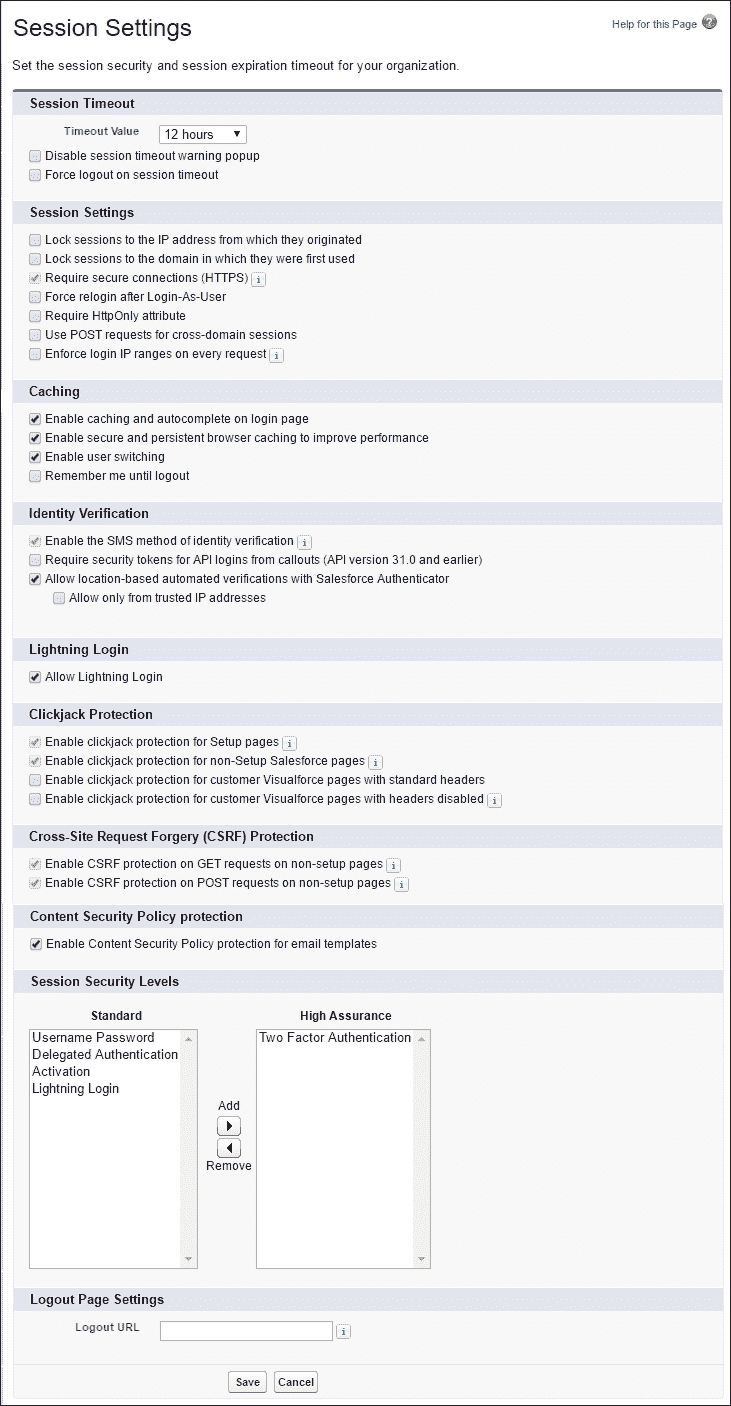 Session Settings
Help for this Page ?
Set the session security and session expiration timeout for your organization.
Session Timeout
Timeout Value 12 hours
Disable session timeout warning popup
Force logout on session timeout
Session Settings
Lock sessions to the IP address from which they originated
Lock sessions to the domain in which they were first used
Require secure connections (HTTPS) i
Force relogin after Login-As-User
Require HttpOnly attribute
Use POST requests for cross-domain sessions
Enforce login IP ranges on every request i
Caching
Enable caching and autocomplete on login page
Enable secure and persistent browser caching to improve performance
Enable user switching
Remember me until logout
Identity Verification
Enable the SMS method of identity verification i
Require security tokens for API logins from callouts (API version 31.0 and earlier)
Allow location-based automated verifications with Salesforce Authenticator
Allow only from trusted IP addresses
Lightning Login
Allow Lightning Login
Clickjack Protection
Enable clickjack protection for Setup pages i
Enable clickjack protection for non-Setup Salesforce pages i
Enable clickjack protection for customer Visualforce pages with standard headers
Enable clickjack protection for customer Visualforce pages with headers disabled i
Cross-Site Request Forgery (CSRF) Protection
Enable CSRF protection on GET requests on non-setup pages i
Enable CSRF protection on POST requests on non-setup pages i
Content Security Policy protection
Enable Content Security Policy protection for email templates
Session Security Levels
Standard
Username Password
Delegated Authentication
Activation
Lightning Login
Add
Remove
High Assurance
Two Factor Authentication
Logout Page Settings
Logout URL i
Save Cancel